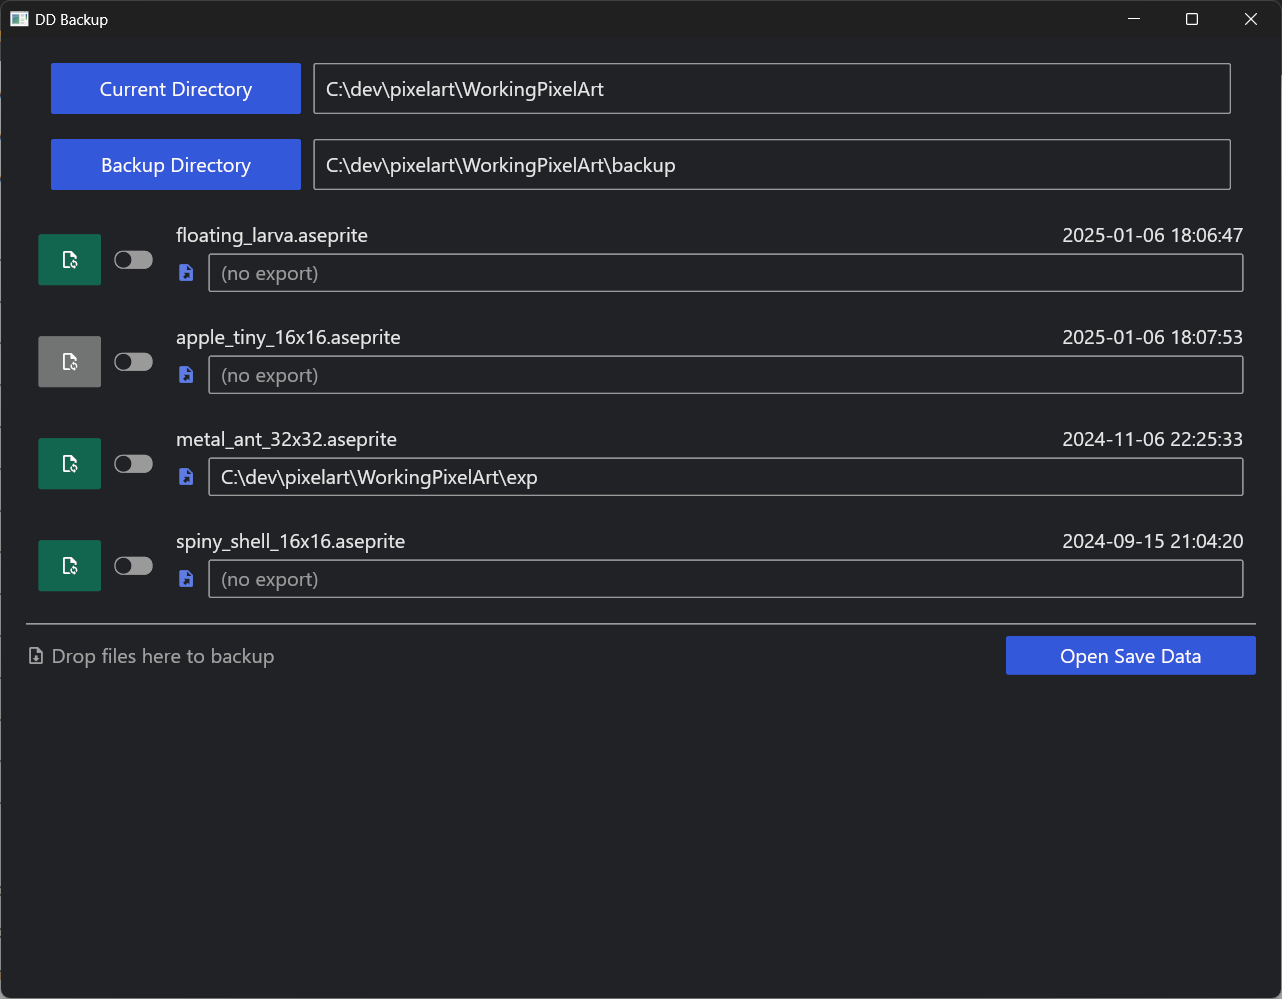 DD Backup
Current Directory C:\dev\pixelart\WorkingPixelArt
Backup Directory C:\dev\pixelart\WorkingPixelArt\backup
floating_larva.aseprite 2025-01-06 18:06:47
(no export)
apple_tiny_16x16.aseprite 2025-01-06 18:07:53
(no export)
metal_ant_32x32.aseprite 2024-11-06 22:25:33
C:\dev\pixelart\WorkingPixelArt\exp
spiny_shell_16x16.aseprite 2024-09-15 21:04:20
(no export)
Drop files here to backup Open Save Data